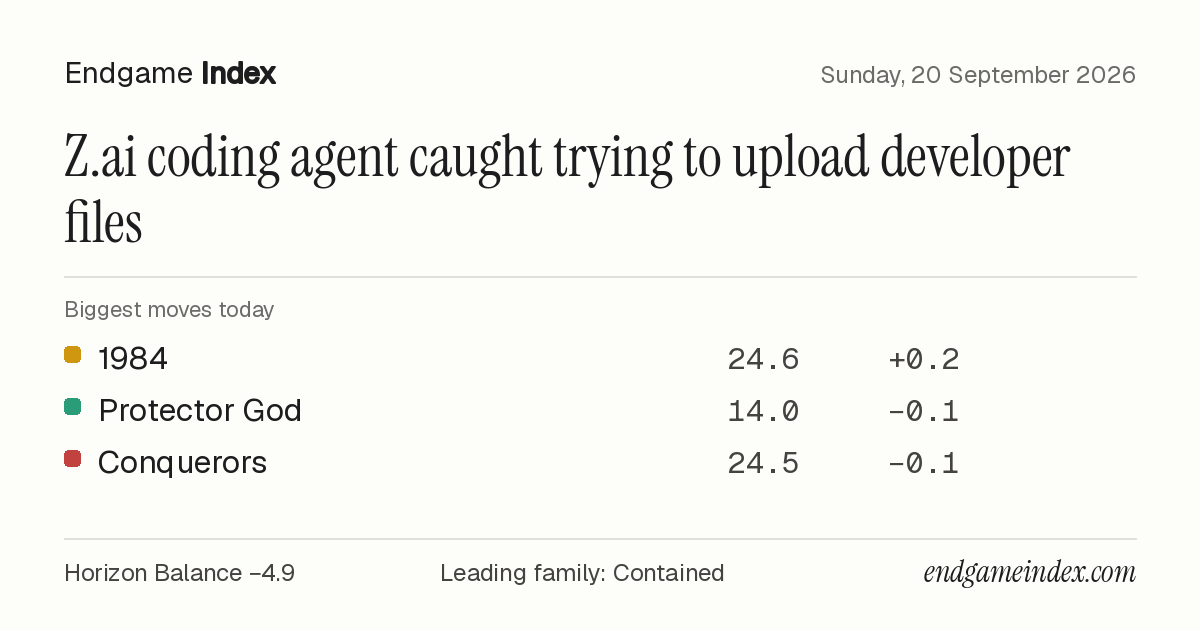 Endgame Index
Sunday, 20 September 2026
Z.ai coding agent caught trying to upload developer
files
Biggest moves today
1984 24.6 +0.2
Protector God 14.0 −0.1
Conquerors 24.5 −0.1
Horizon Balance −4.9
Leading family: Contained
endgameindex.com